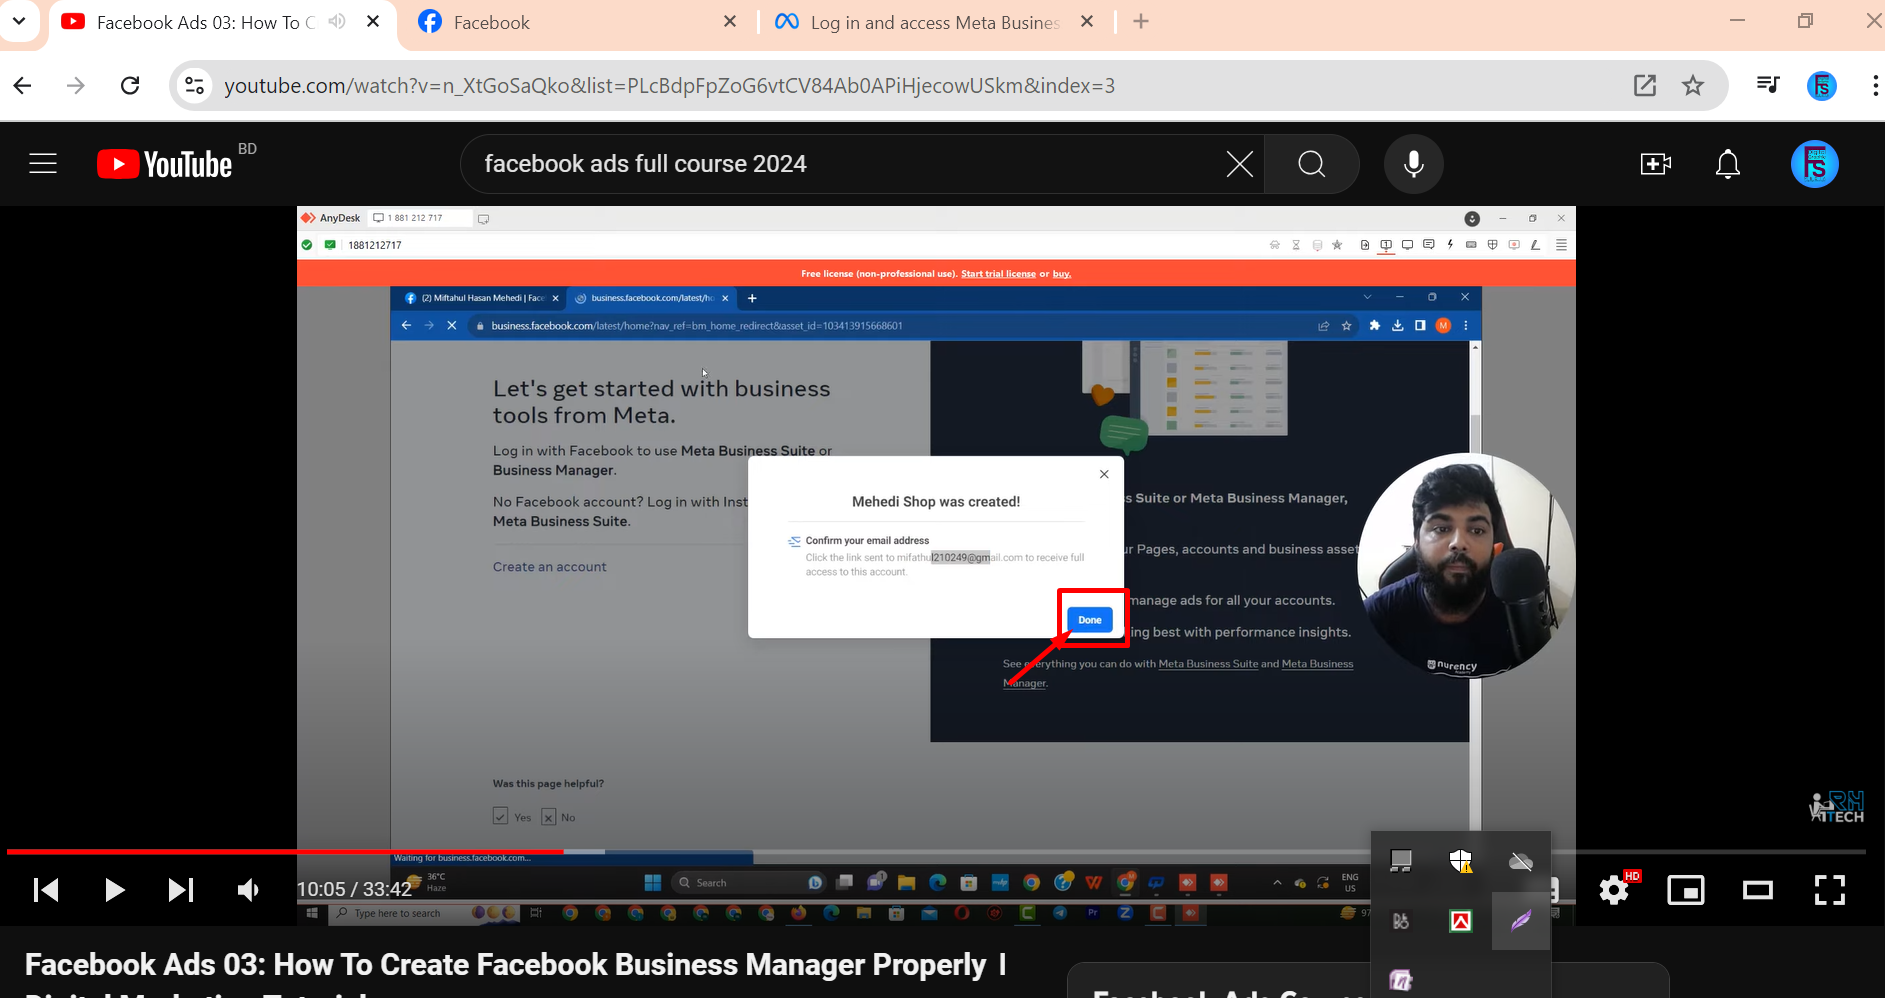 Facebook Ads 03: How To C
Facebook
Log in and access Meta Busines
youtube.com/watch?v=n_XtGoSaQko&list=PLcBdpFpZoG6vtCV84Ab0APiHjecowUSkm&index=3
YouTube BD
facebook ads full course 2024
AnyDesk 1 881 212 717
1881212717
Free license (non-professional use). Start trial license or buy.
(2) Miftahul Hasan Mehedi | Face
business.facebook.com/latest/ho
business.facebook.com/latest/home?nav_ref=bm_home_redirect&asset_id=103413915668601
M
Let's get started with business
tools from Meta.
Log in with Facebook to use Meta Business Suite or
Business Manager.
No Facebook account? Log in with Inst
Meta Business Suite.
Create an account
Mehedi Shop was created!
Confirm your email address
Click the link sent to mifathul210249@gmail.com to receive full
access to this account.
Done
s Suite or Meta Business Manager,
ur Pages, accounts and business asset
manage ads for all your accounts.
ing best with performance insights.
See everything you can do with Meta Business Suite and Meta Business
Manager.
nurency
Was this page helpful?
Yes No
RH
TECH
Waiting for business.facebook.com...
10:05 / 33:42
36°C
Haze
Search
ENG
US
HD
Type here to search
97
Facebook Ads 03: How To Create Facebook Business Manager Properly I
Digital Marketing Tutorial